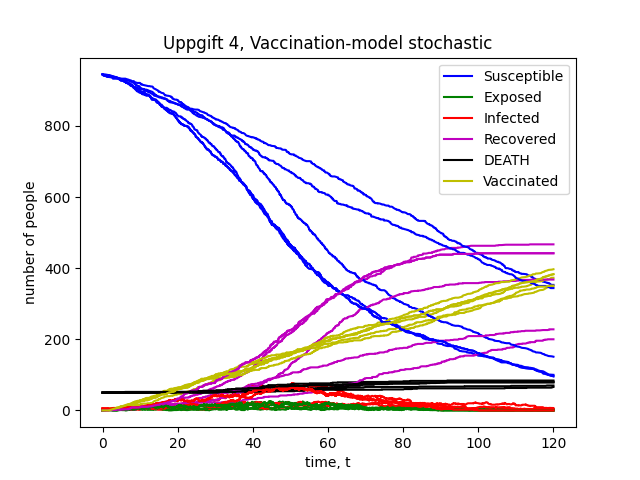 Uppgift 4, Vaccination-model stochastic
number of people
800
600
400
200
0
Susceptible
Exposed
Infected
Recovered
DEATH
Vaccinated
0 20 40 60 80 100 120
time, t